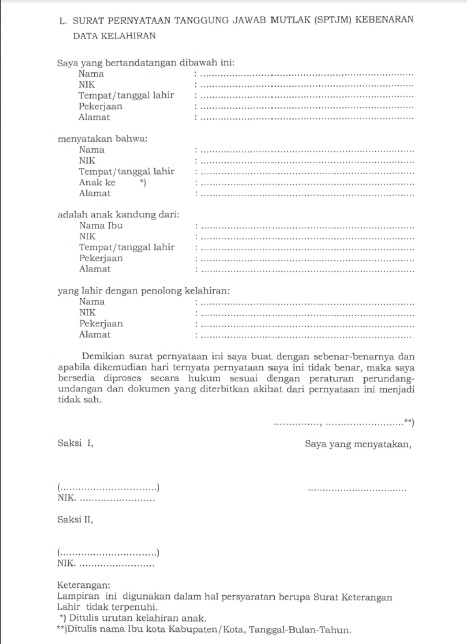 L. SURAT PERNYATAAN TANGGUNG JAWAB MUTLAK (SPTJM) KEBENARAN
DATA KELAHIRAN
Saya yang bertandatangan dibawah ini:
Nama : ..........
NIK : ..........
Tempat/tanggal lahir : ..........
Pekerjaan : ..........
Alamat : ..........
menyatakan bahwa:
Nama : ..........
NIK : ..........
Tempat/tanggal lahir : ..........
Anak ke *) : ..........
Alamat : ..........
adalah anak kandung dari:
Nama Ibu : ..........
NIK : ..........
Tempat/tanggal lahir : ..........
Pekerjaan : ..........
Alamat : ..........
yang lahir dengan penolong kelahiran:
Nama : ..........
NIK : ..........
Pekerjaan : ..........
Alamat : ..........
Demikian surat pernyataan ini saya buat dengan sebenar-benarnya dan
apabila dikemudian hari ternyata pernyataan saya ini tidak benar, maka saya
bersedia diproses secara hukum sesuai dengan peraturan perundang-
undangan dan dokumen yang diterbitkan akibat dari pernyataan ini menjadi
tidak sah.
.........., ..........**)
Saksi I, Saya yang menyatakan,
(..........) ..........
NIK. ..........
Saksi II,
(..........)
NIK. ..........
Keterangan:
Lampiran ini digunakan dalam hal persyaratan berupa Surat Keterangan
Lahir tidak terpenuhi.
*) Ditulis urutan kelahiran anak.
**)Ditulis nama Ibu kota Kabupaten/Kota, Tanggal-Bulan-Tahun.